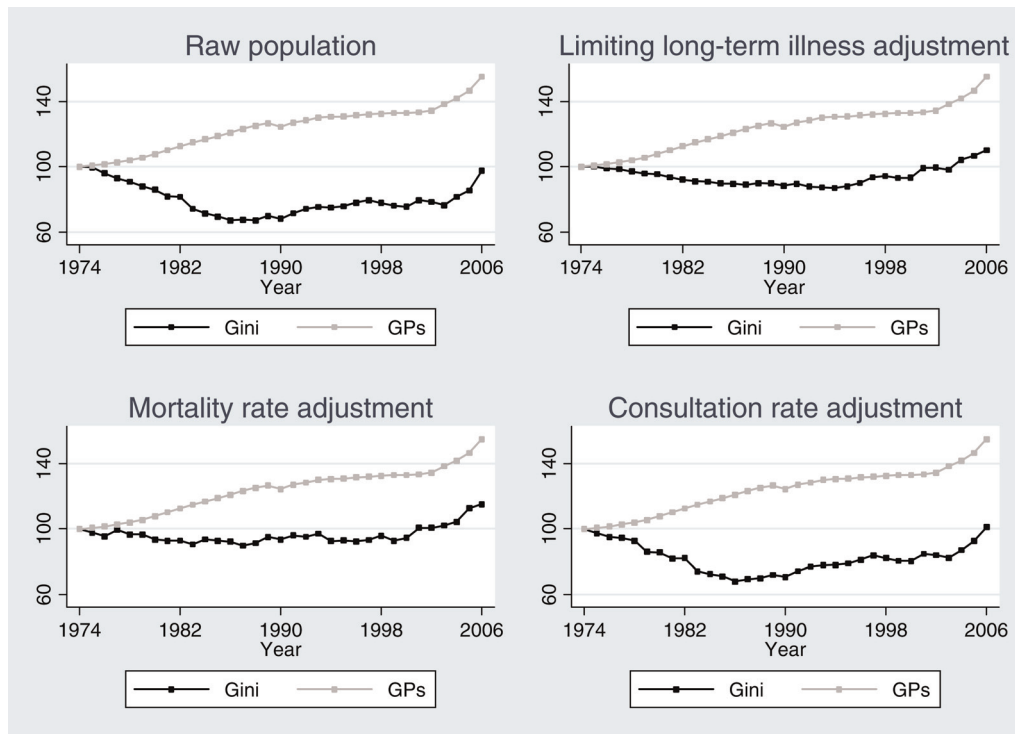 Raw population
140
100
60
1974 1982 1990 1998 2006
Year
Gini GPs
Limiting long-term illness adjustment
140
100
60
1974 1982 1990 1998 2006
Year
Gini GPs
Mortality rate adjustment
140
100
60
1974 1982 1990 1998 2006
Year
Gini GPs
Consultation rate adjustment
140
100
60
1974 1982 1990 1998 2006
Year
Gini GPs